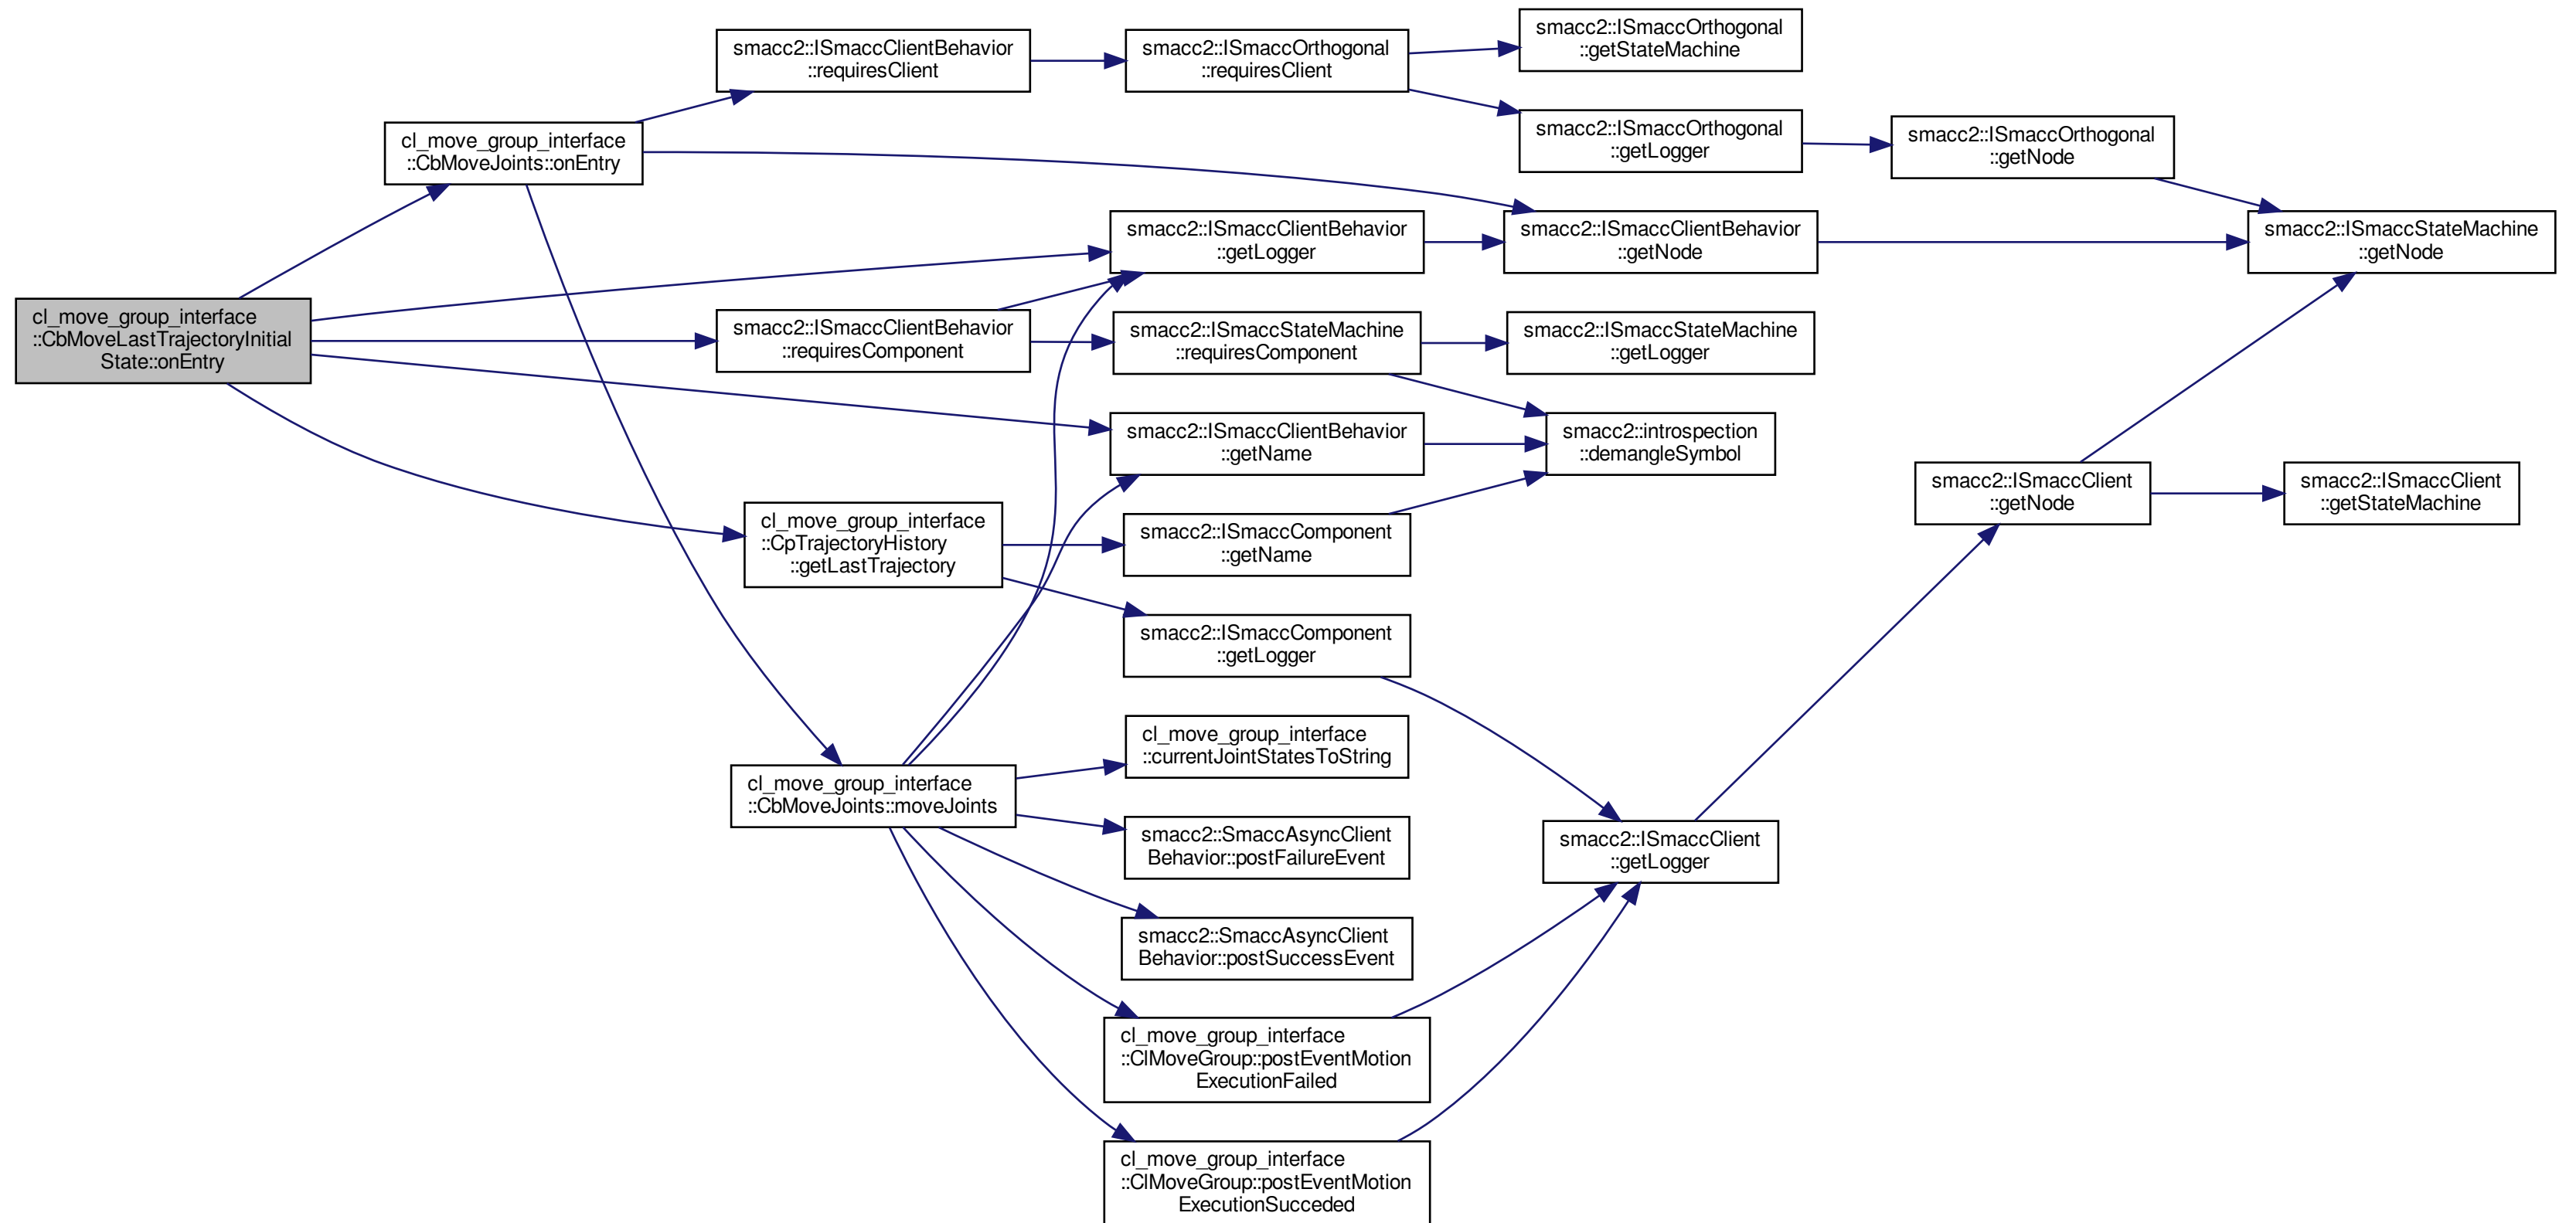 smacc2::ISmaccOrthogonal
::getStateMachine
smacc2::ISmaccClientBehavior
::requiresClient
smacc2::ISmaccOrthogonal
::requiresClient
smacc2::ISmaccOrthogonal
::getLogger
smacc2::ISmaccOrthogonal
::getNode
cl_move_group_interface
::CbMoveJoints::onEntry
smacc2::ISmaccClientBehavior
::getLogger
smacc2::ISmaccClientBehavior
::getNode
smacc2::ISmaccStateMachine
::getNode
cl_move_group_interface
::CbMoveLastTrajectoryInitial
State::onEntry
smacc2::ISmaccClientBehavior
::requiresComponent
smacc2::ISmaccStateMachine
::requiresComponent
smacc2::ISmaccStateMachine
::getLogger
smacc2::ISmaccClientBehavior
::getName
smacc2::introspection
::demangleSymbol
smacc2::ISmaccClient
::getNode
smacc2::ISmaccClient
::getStateMachine
cl_move_group_interface
::CpTrajectoryHistory
::getLastTrajectory
smacc2::ISmaccComponent
::getName
smacc2::ISmaccComponent
::getLogger
cl_move_group_interface
::currentJointStatesToString
cl_move_group_interface
::CbMoveJoints::moveJoints
smacc2::SmaccAsyncClient
Behavior::postFailureEvent
smacc2::ISmaccClient
::getLogger
smacc2::SmaccAsyncClient
Behavior::postSuccessEvent
cl_move_group_interface
::ClMoveGroup::postEventMotion
ExecutionFailed
cl_move_group_interface
::ClMoveGroup::postEventMotion
ExecutionSucceded